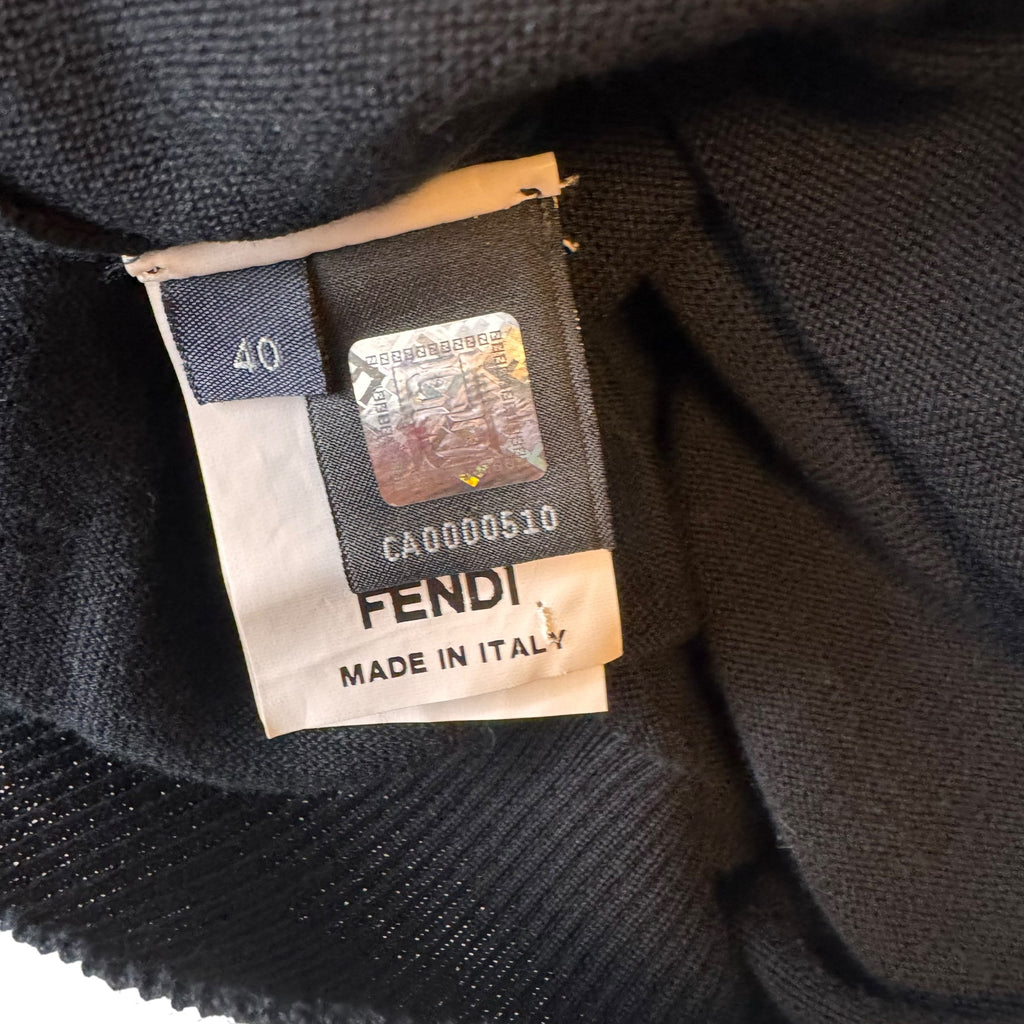 40
CA0000510
FENDI
MADE IN ITALY